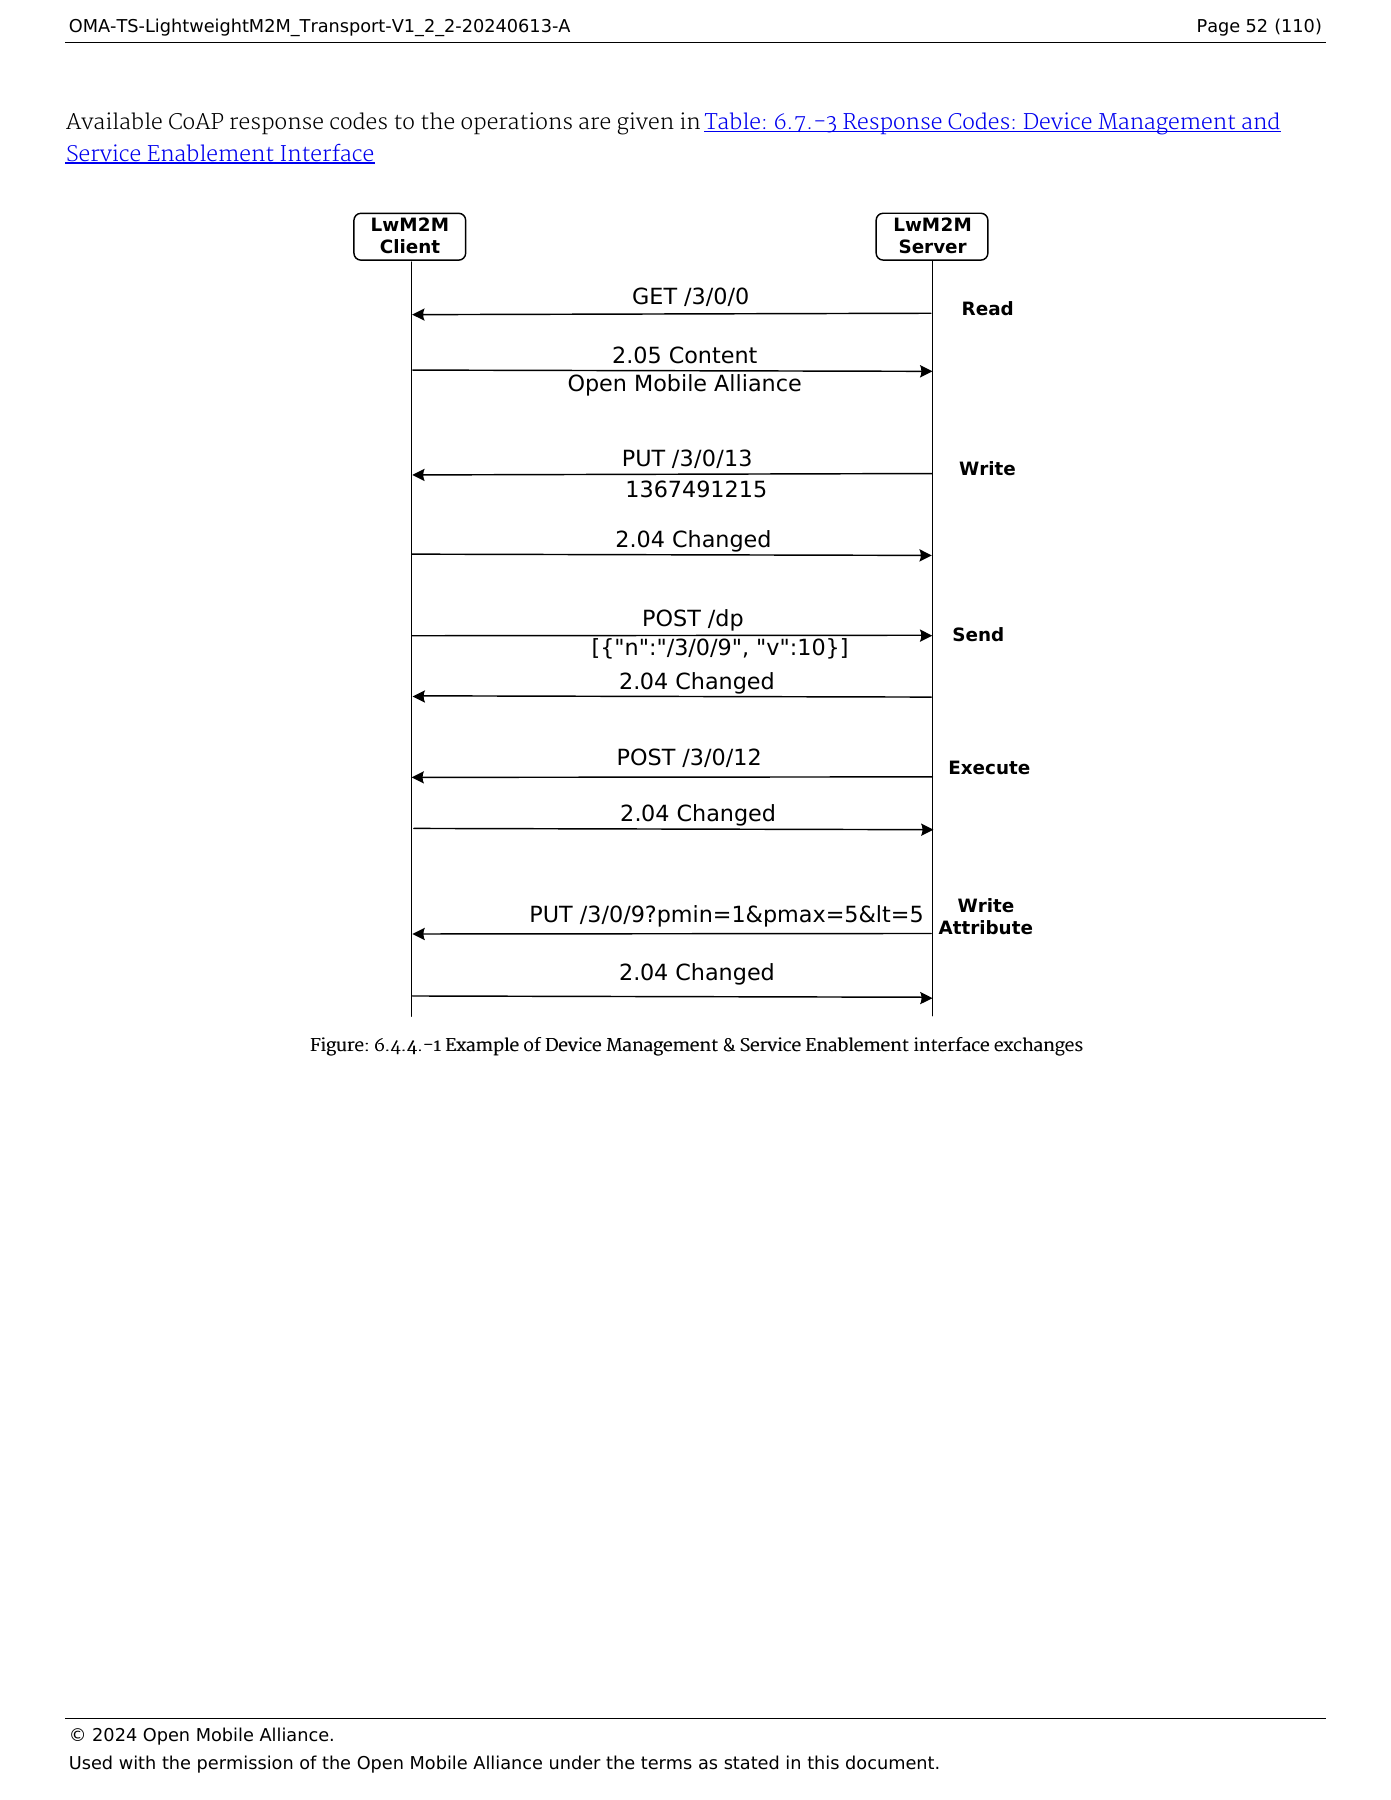 OMA-TS-LightweightM2M_Transport-V1_2_2-20240613-A Page 52 (110)
Available CoAP response codes to the operations are given in Table: 6.7.-3 Response Codes: Device Management and
Service Enablement Interface
LwM2M
Client
LwM2M
Server
GET /3/0/0
Read
2.05 Content
Open Mobile Alliance
PUT /3/0/13
Write
1367491215
2.04 Changed
POST /dp
Send
[{"n":"/3/0/9", "v":10}]
2.04 Changed
POST /3/0/12
Execute
2.04 Changed
PUT /3/0/9?pmin=1&pmax=5&lt=5
Write
Attribute
2.04 Changed
Figure: 6.4.4.-1 Example of Device Management & Service Enablement interface exchanges
© 2024 Open Mobile Alliance.
Used with the permission of the Open Mobile Alliance under the terms as stated in this document.